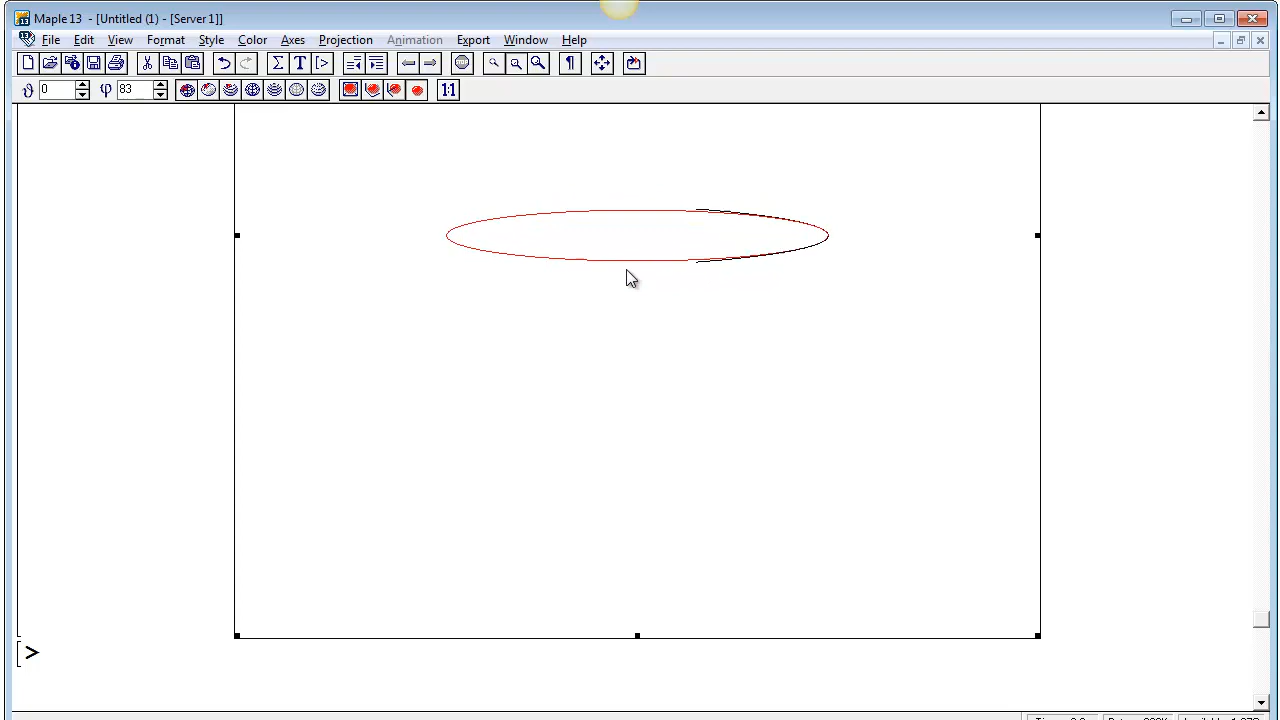 Maple 13 - [Untitled (1) - [Server 1]]
File Edit View Format Style Color Axes Projection Animation Export Window Help
Σ T [>
ϑ 0 φ 83 1:1
[>